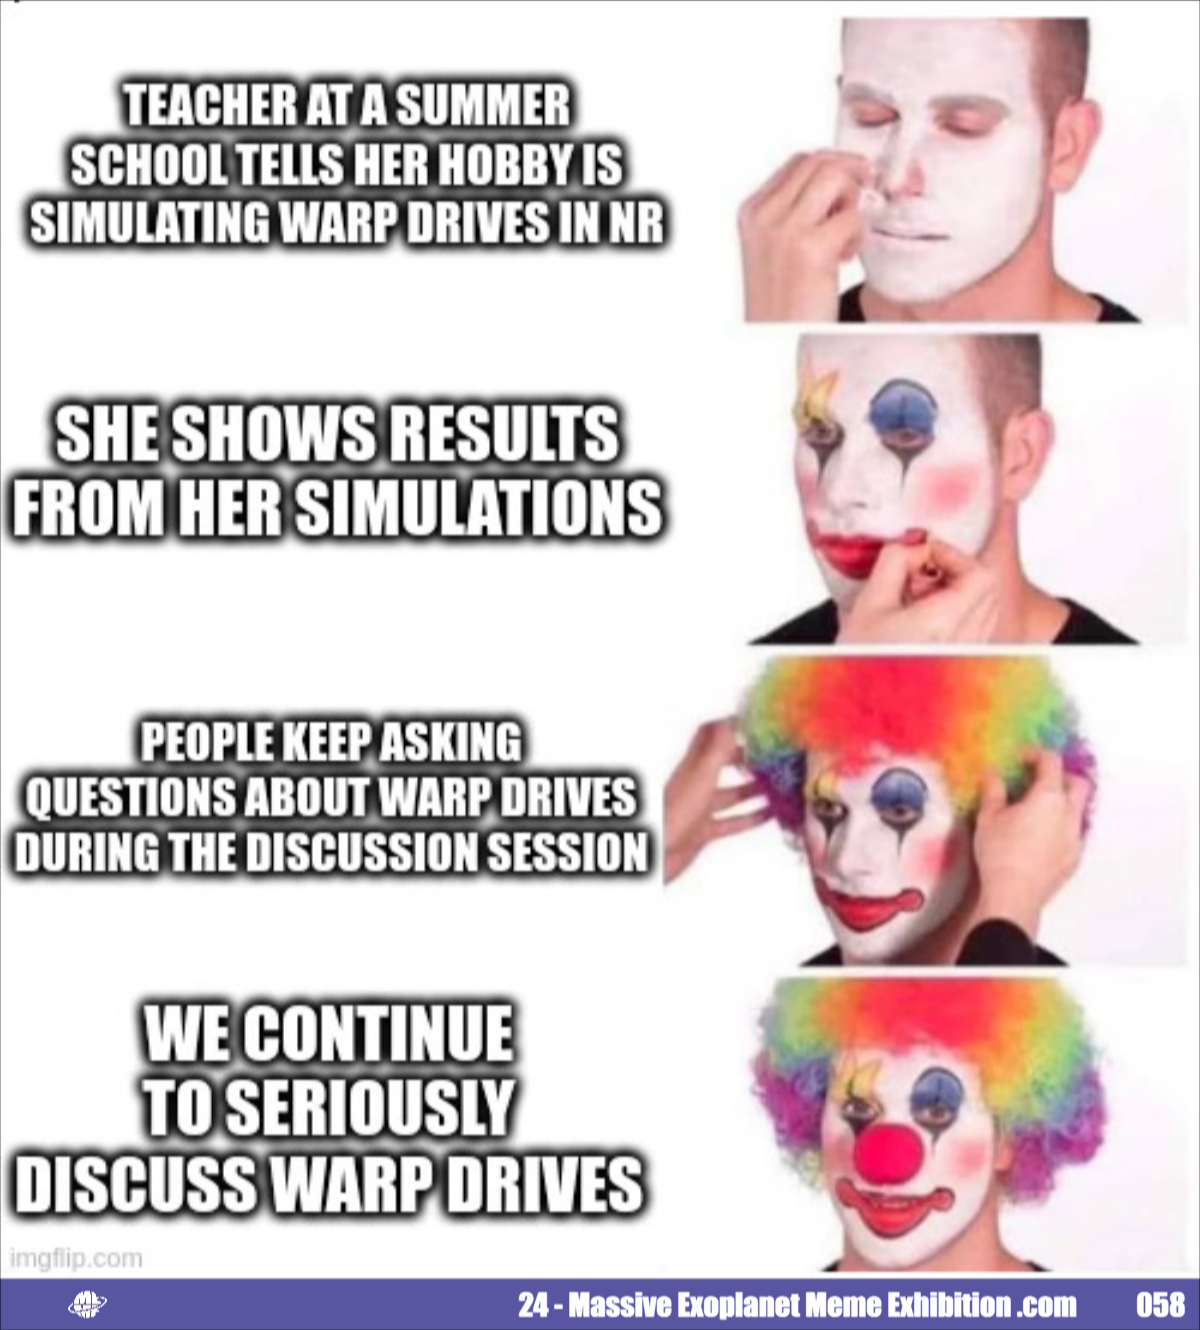 TEACHER AT A SUMMER
SCHOOL TELLS HER HOBBY IS
SIMULATING WARP DRIVES IN NR
SHE SHOWS RESULTS
FROM HER SIMULATIONS
PEOPLE KEEP ASKING
QUESTIONS ABOUT WARP DRIVES
DURING THE DISCUSSION SESSION
WE CONTINUE
TO SERIOUSLY
DISCUSS WARP DRIVES
imgflip.com
24 - Massive Exoplanet Meme Exhibition .com 058